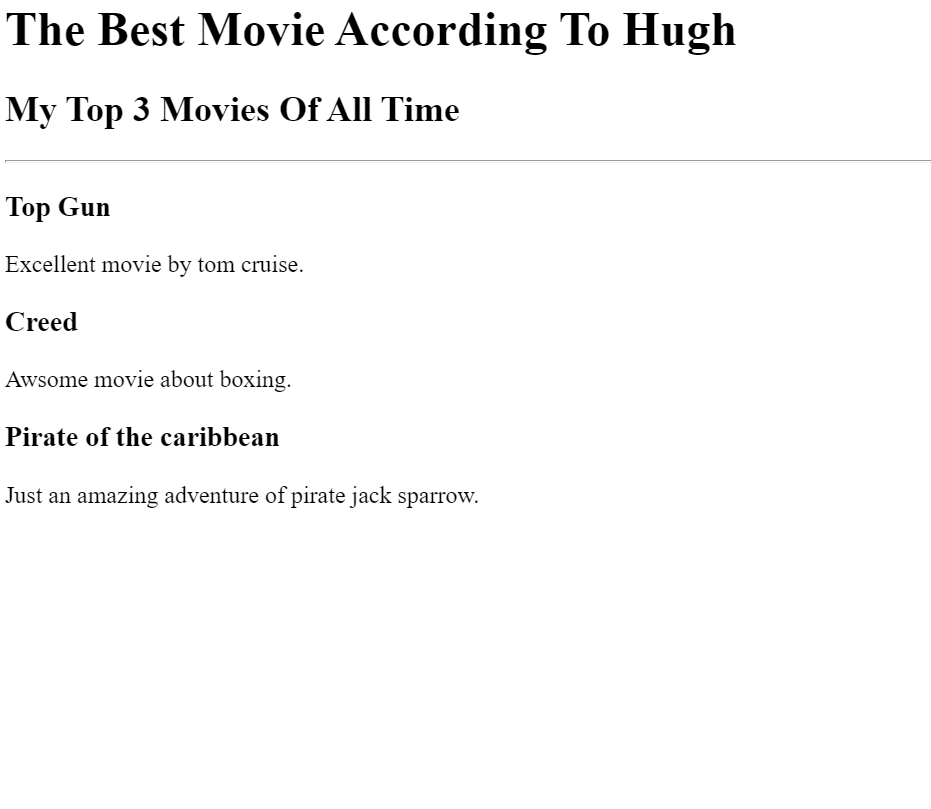 The Best Movie According To Hugh
My Top 3 Movies Of All Time
Top Gun
Excellent movie by tom cruise.
Creed
Awsome movie about boxing.
Pirate of the caribbean
Just an amazing adventure of pirate jack sparrow.